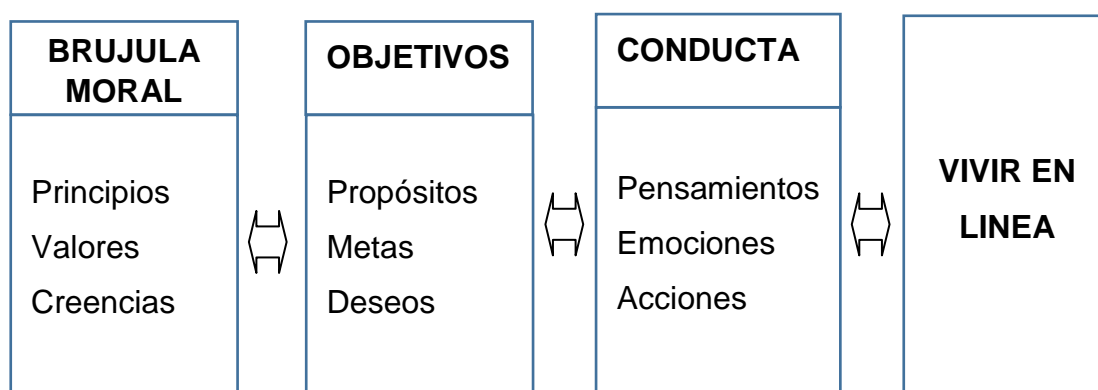 BRUJULA
MORAL
Principios
Valores
Creencias
OBJETIVOS
Propósitos
Metas
Deseos
CONDUCTA
Pensamientos
Emociones
Acciones
VIVIR EN
LINEA